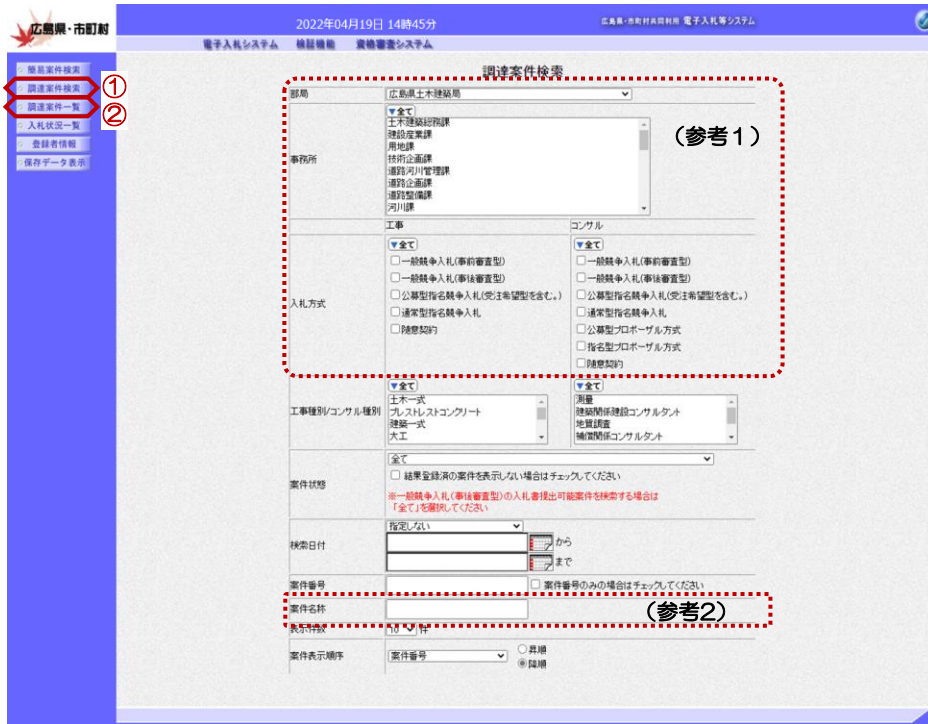 広島県・市町村
2022年04月19日 14時45分
広島県・市町村共同利用 電子入札等システム
電子入札システム 検証機能 資格審査システム
簡易案件検索
調達案件検索
①
調達案件一覧
②
入札状況一覧
登録者情報
保存データ表示
調達案件検索
部局 広島県土木建築局
▼全て
事務所
土木建築総務課
建設産業課
用地課
技術企画課
道路河川管理課
道路企画課
道路整備課
河川課
(参考1)
工事 コンサル
入札方式
▼全て
一般競争入札(事前審査型)
一般競争入札(事後審査型)
公募型指名競争入札(受注希望型を含む。)
通常型指名競争入札
随意契約
▼全て
一般競争入札(事前審査型)
一般競争入札(事後審査型)
公募型指名競争入札(受注希望型を含む。)
通常型指名競争入札
公募型プロポーザル方式
指名型プロポーザル方式
随意契約
工事種別/コンサル種別
▼全て
土木一式
プレストレストコンクリート
建築一式
大工
▼全て
測量
建築関係建設コンサルタント
地質調査
補償関係コンサルタント
案件状態
全て
結果登録済の案件を表示しない場合はチェックしてください
※一般競争入札(事後審査型)の入札書提出可能案件を検索する場合は
「全て」を選択してください
検索日付
指定しない
から
まで
案件番号 案件番号のみの場合はチェックしてください
案件名称 (参考2)
表示件数 10 件
案件表示順序 案件番号
昇順
降順